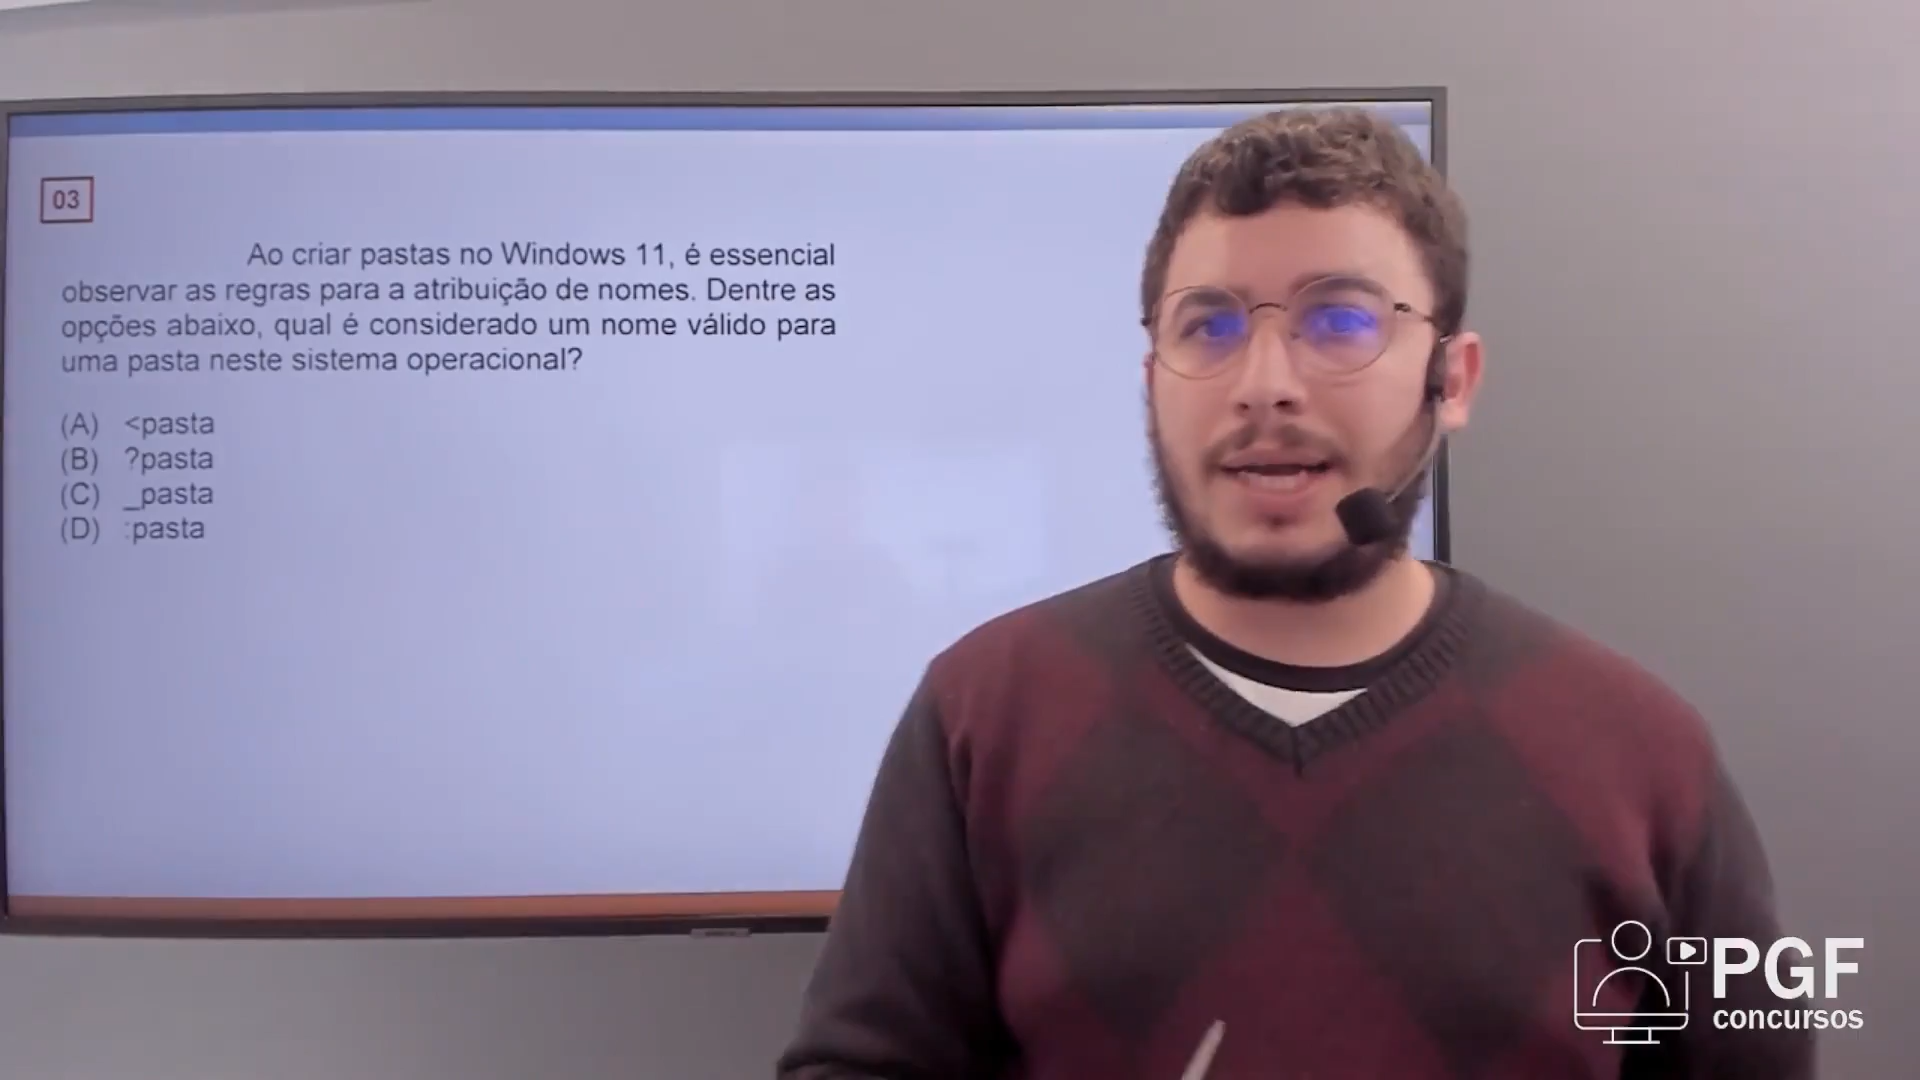 03
Ao criar pastas no Windows 11, é essencial
observar as regras para a atribuição de nomes. Dentre as
opções abaixo, qual é considerado um nome válido para
uma pasta neste sistema operacional?
(A) <pasta
(B) ?pasta
(C) _pasta
(D) :pasta
PGF
concursos